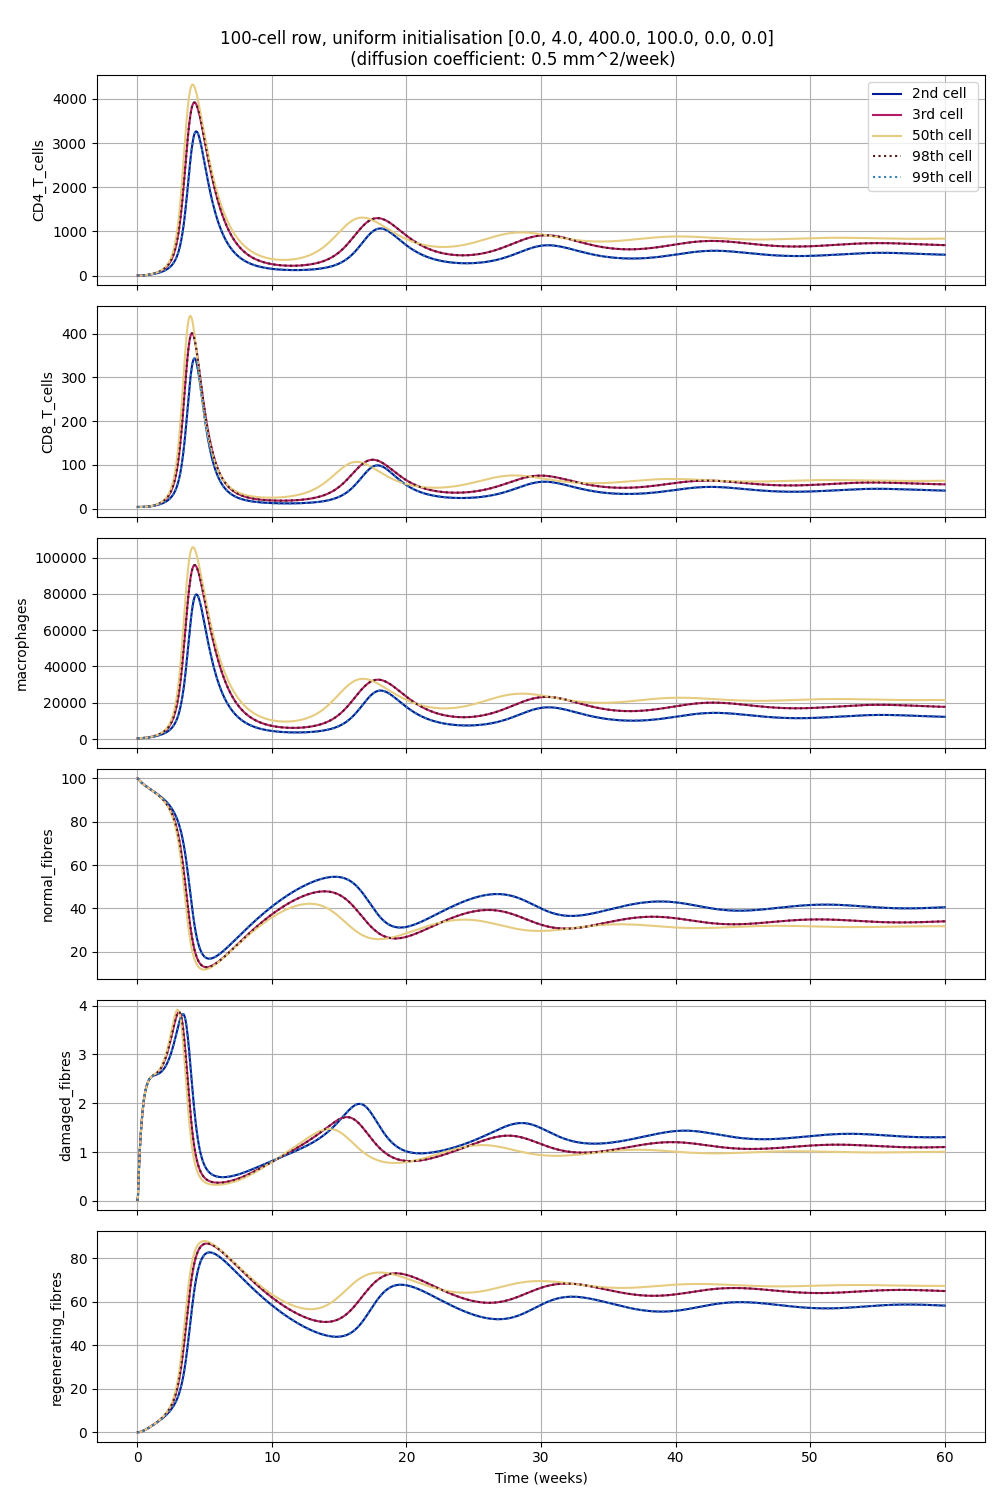 100-cell row, uniform initialisation [0.0, 4.0, 400.0, 100.0, 0.0, 0.0]
(diffusion coefficient: 0.5 mm^2/week)
CD4_T_cells
4000
3000
2000
1000
0
2nd cell
3rd cell
50th cell
98th cell
99th cell
CD8_T_cells
400
300
200
100
0
macrophages
100000
80000
60000
40000
20000
0
normal_fibres
100
80
60
40
20
damaged_fibres
4
3
2
1
0
regenerating_fibres
80
60
40
20
0
0 10 20 30 40 50 60
Time (weeks)